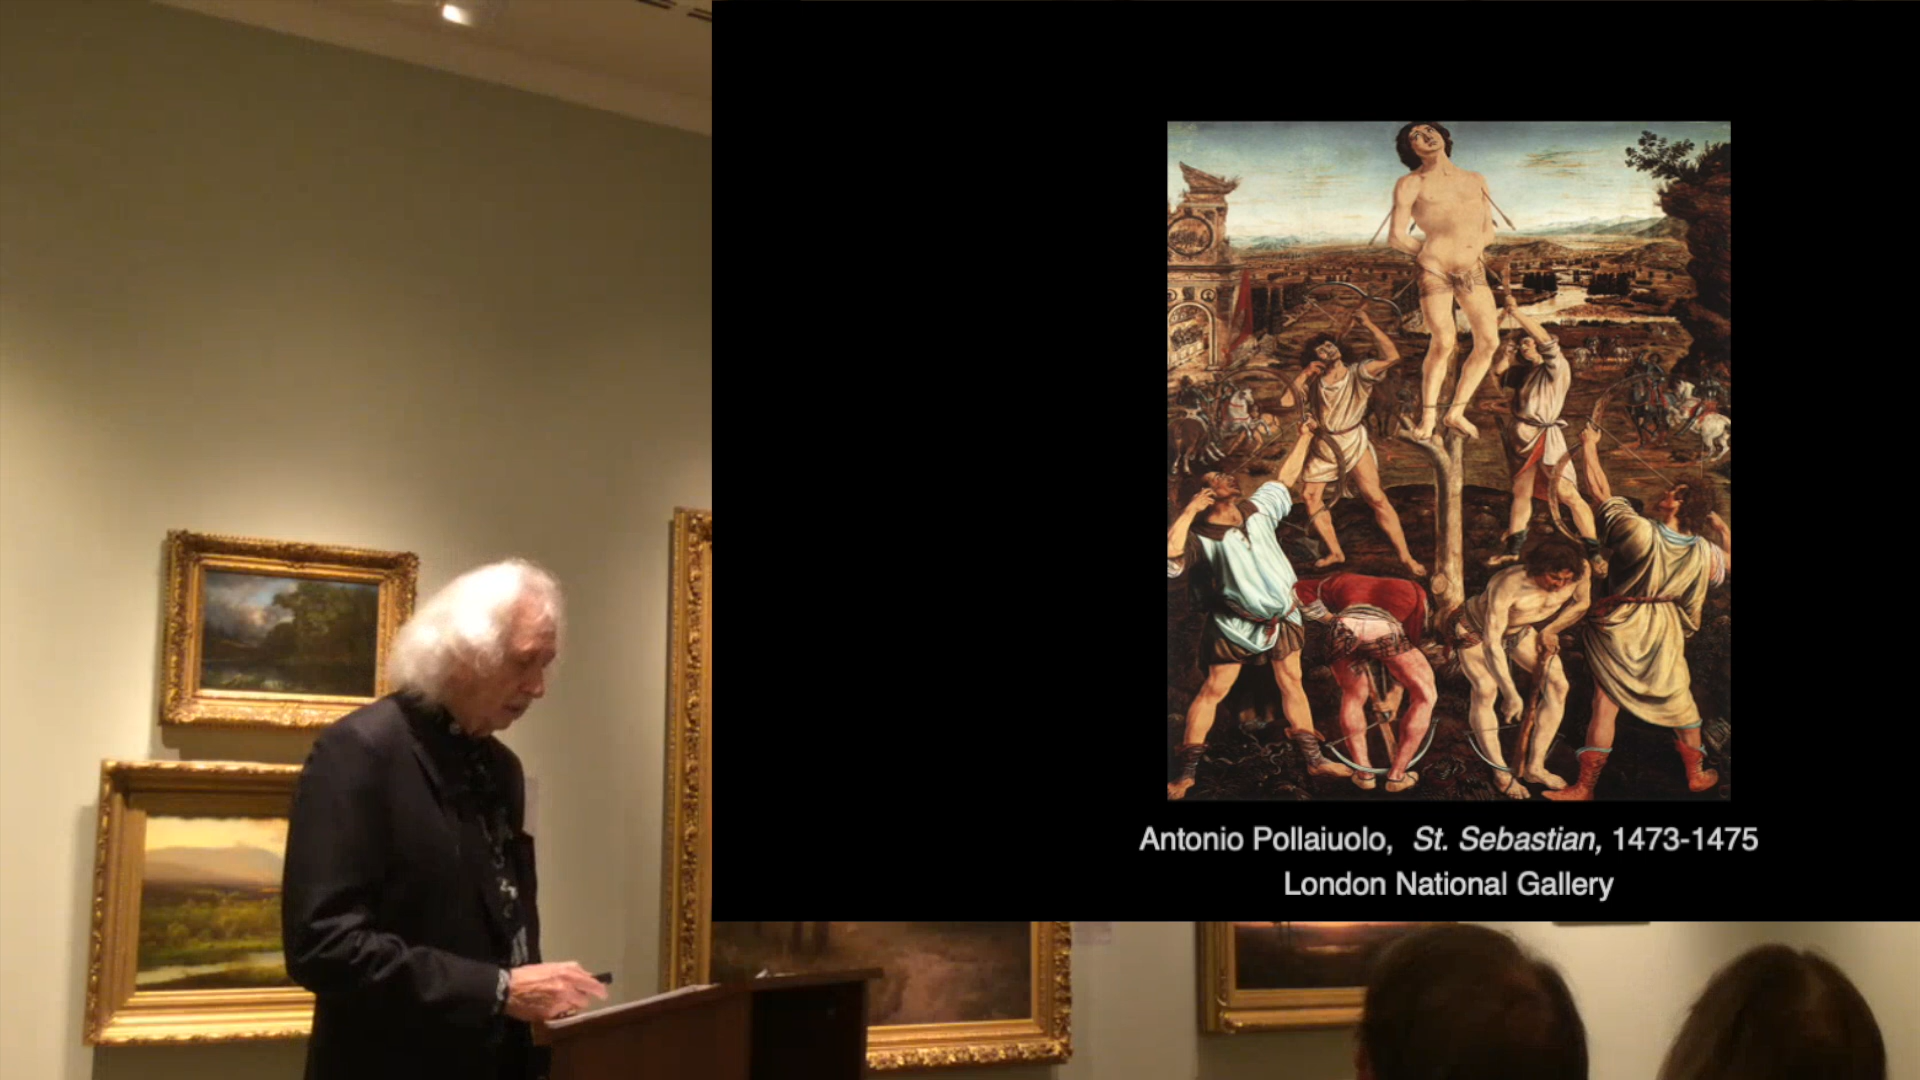 Antonio Pollaiuolo, St. Sebastian, 1473-1475
London National Gallery